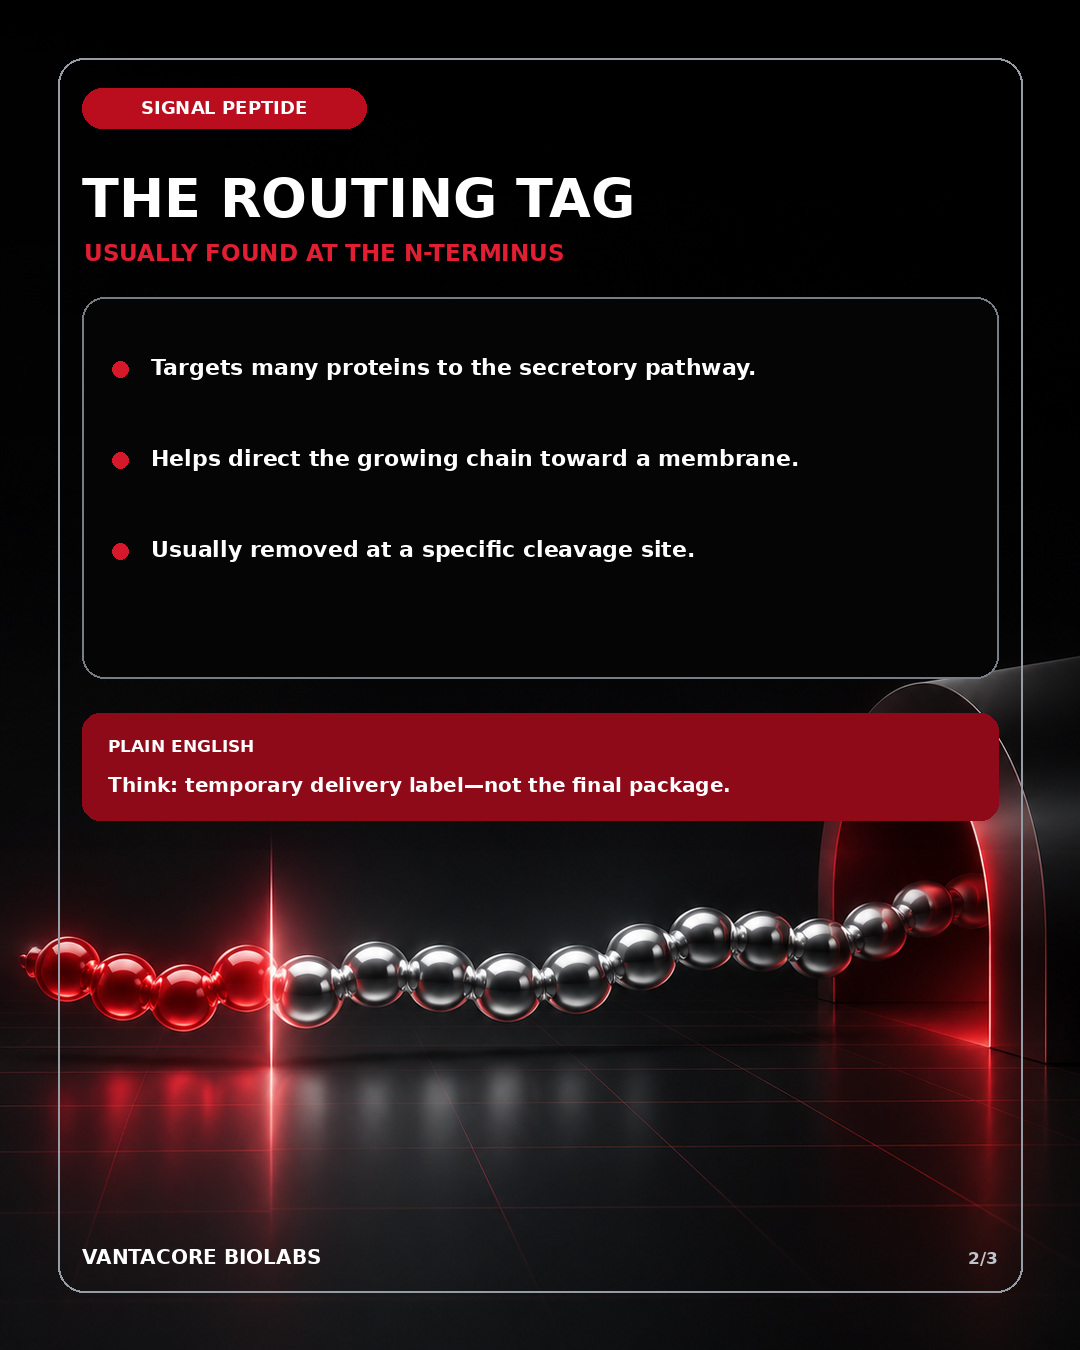 SIGNAL PEPTIDE
THE ROUTING TAG
USUALLY FOUND AT THE N-TERMINUS
Targets many proteins to the secretory pathway.
Helps direct the growing chain toward a membrane.
Usually removed at a specific cleavage site.
PLAIN ENGLISH
Think: temporary delivery label—not the final package.
VANTACORE BIOLABS
2/3